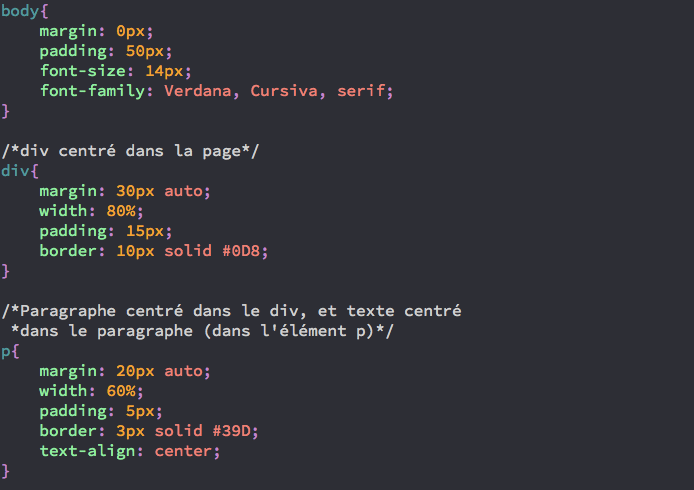 body{
    margin: 0px;
    padding: 50px;
    font-size: 14px;
    font-family: Verdana, Cursiva, serif;
}

/*div centré dans la page*/
div{
    margin: 30px auto;
    width: 80%;
    padding: 15px;
    border: 10px solid #0D8;
}

/*Paragraphe centré dans le div, et texte centré
 *dans le paragraphe (dans l'élément p)*/
p{
    margin: 20px auto;
    width: 60%;
    padding: 5px;
    border: 3px solid #39D;
    text-align: center;
}